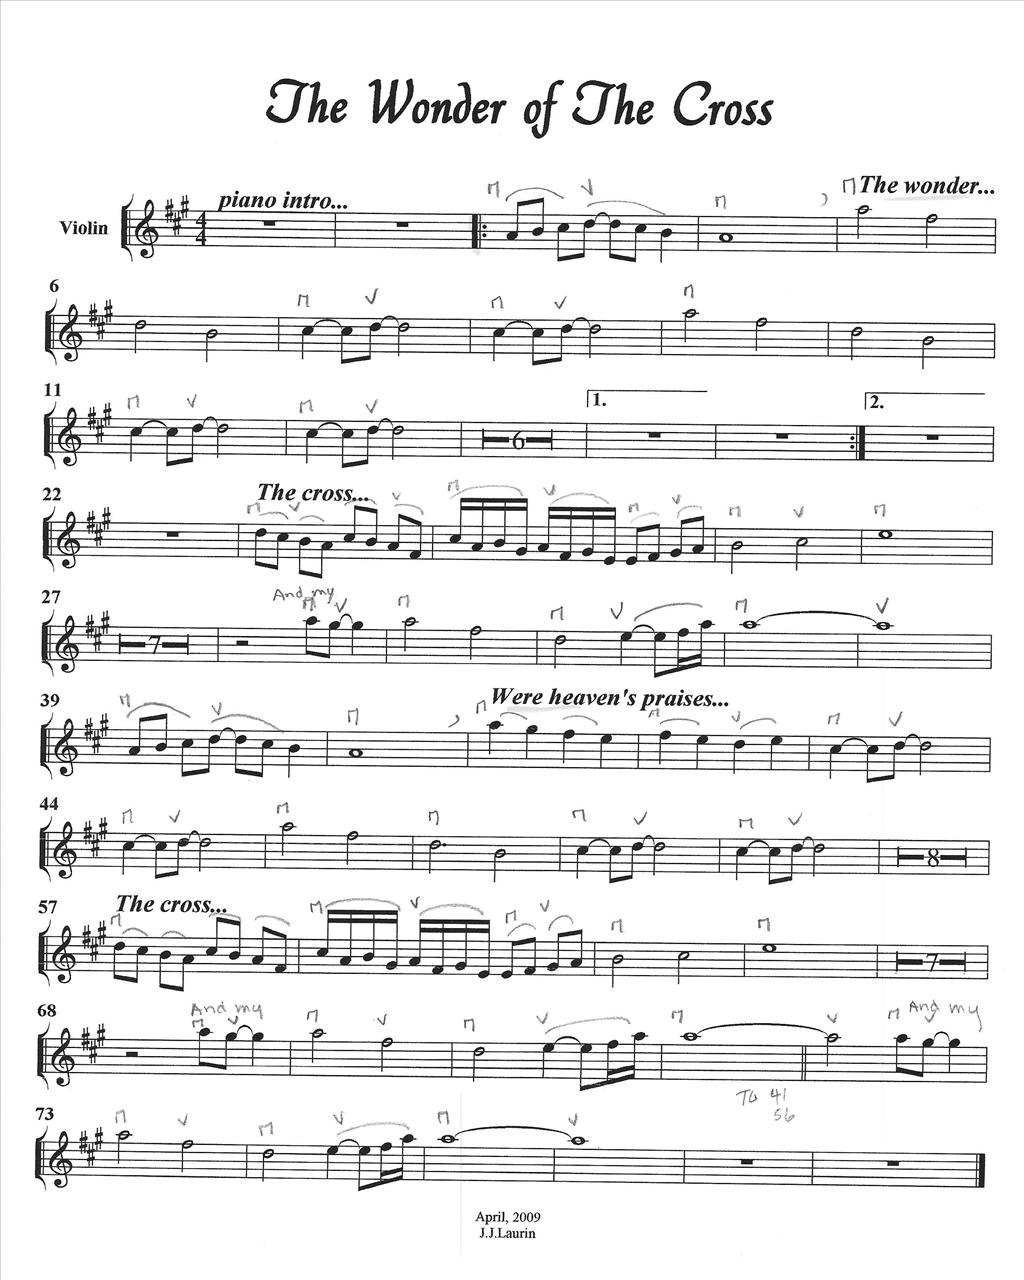 The Wonder of The Cross
piano intro...
The wonder...
Violin
6
11
1.
2.
6
22
The cross...
27
And my
7
39
Were heaven's praises...
44
8
57
The cross...
7
68
And my
And my
TO 41
56
73
April, 2009
J.J.Laurin